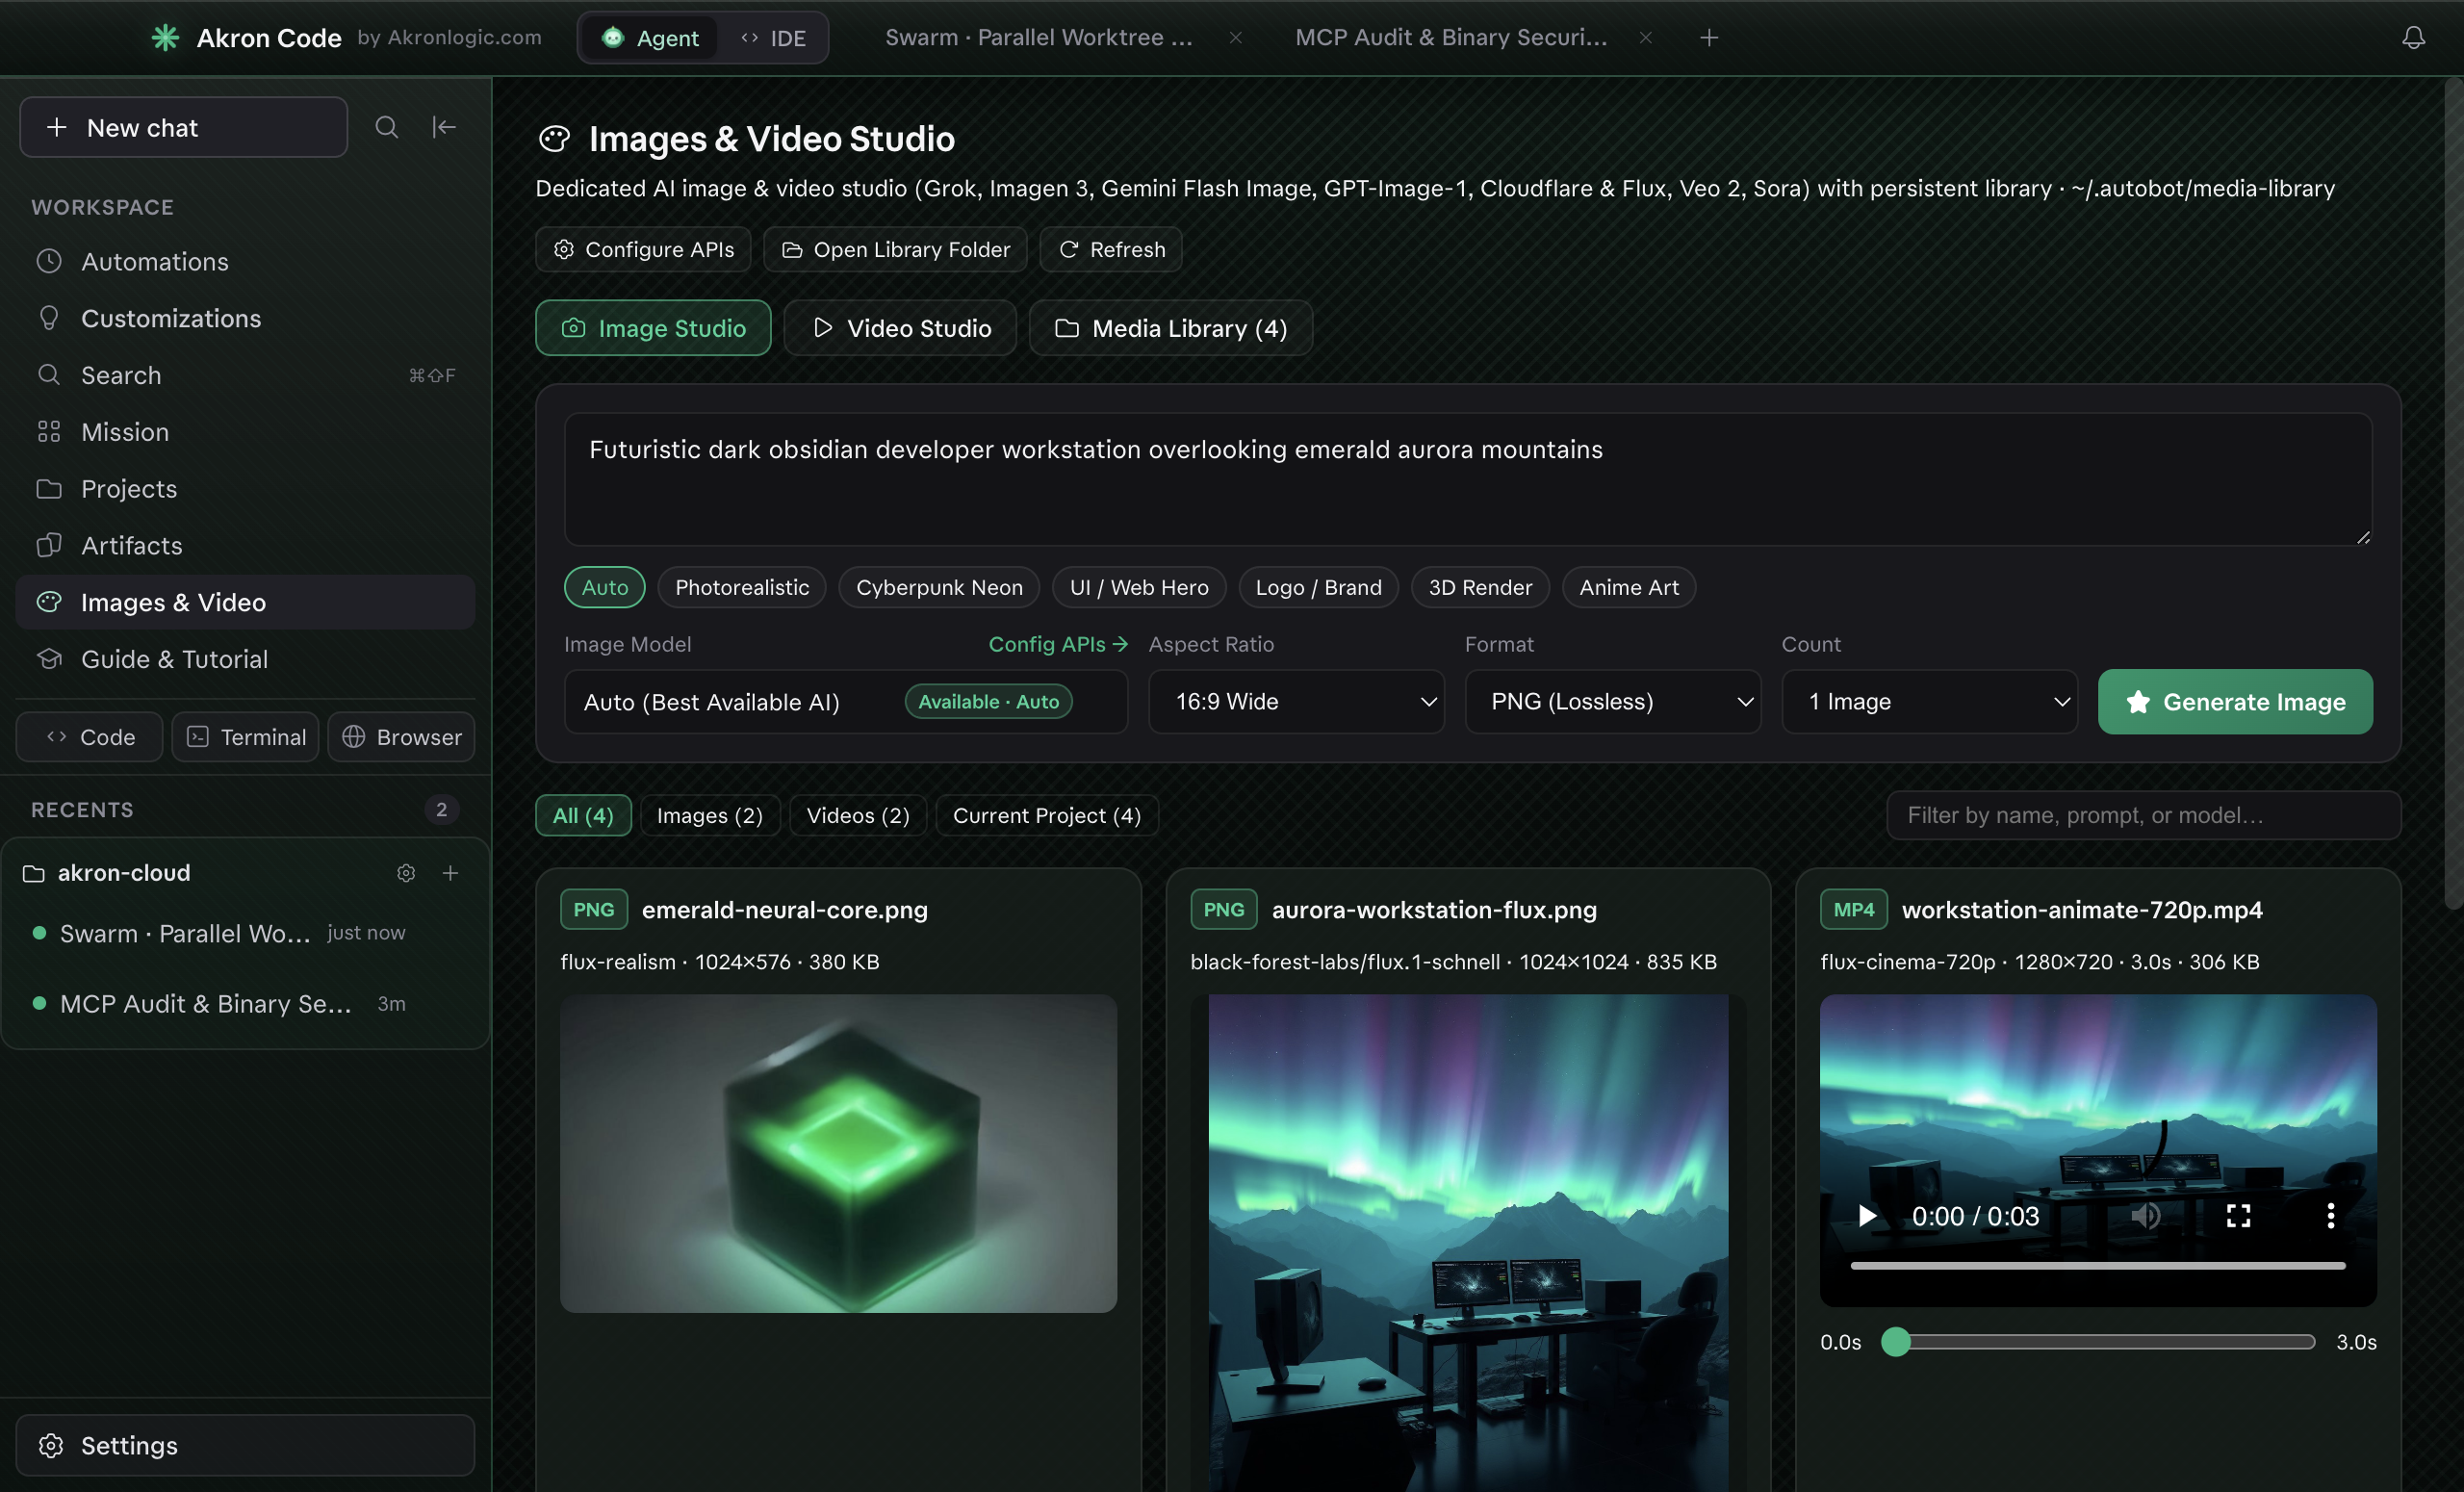 Akron Code by Akronlogic.com
Agent
IDE
Swarm · Parallel Worktree ...
MCP Audit & Binary Securi...
New chat
WORKSPACE
Automations
Customizations
Search ⌘⇧F
Mission
Projects
Artifacts
Images & Video
Guide & Tutorial
Code
Terminal
Browser
RECENTS 2
akron-cloud
Swarm · Parallel Wo... just now
MCP Audit & Binary Se... 3m
Settings
Images & Video Studio
Dedicated AI image & video studio (Grok, Imagen 3, Gemini Flash Image, GPT-Image-1, Cloudflare & Flux, Veo 2, Sora) with persistent library · ~/.autobot/media-library
Configure APIs
Open Library Folder
Refresh
Image Studio
Video Studio
Media Library (4)
Futuristic dark obsidian developer workstation overlooking emerald aurora mountains
Auto
Photorealistic
Cyberpunk Neon
UI / Web Hero
Logo / Brand
3D Render
Anime Art
Image Model
Config APIs →
Auto (Best Available AI)
Available · Auto
Aspect Ratio
16:9 Wide
Format
PNG (Lossless)
Count
1 Image
Generate Image
All (4)
Images (2)
Videos (2)
Current Project (4)
Filter by name, prompt, or model...
PNG emerald-neural-core.png
flux-realism · 1024×576 · 380 KB
PNG aurora-workstation-flux.png
black-forest-labs/flux.1-schnell · 1024×1024 · 835 KB
MP4 workstation-animate-720p.mp4
flux-cinema-720p · 1280×720 · 3.0s · 306 KB
0:00 / 0:03
0.0s
3.0s